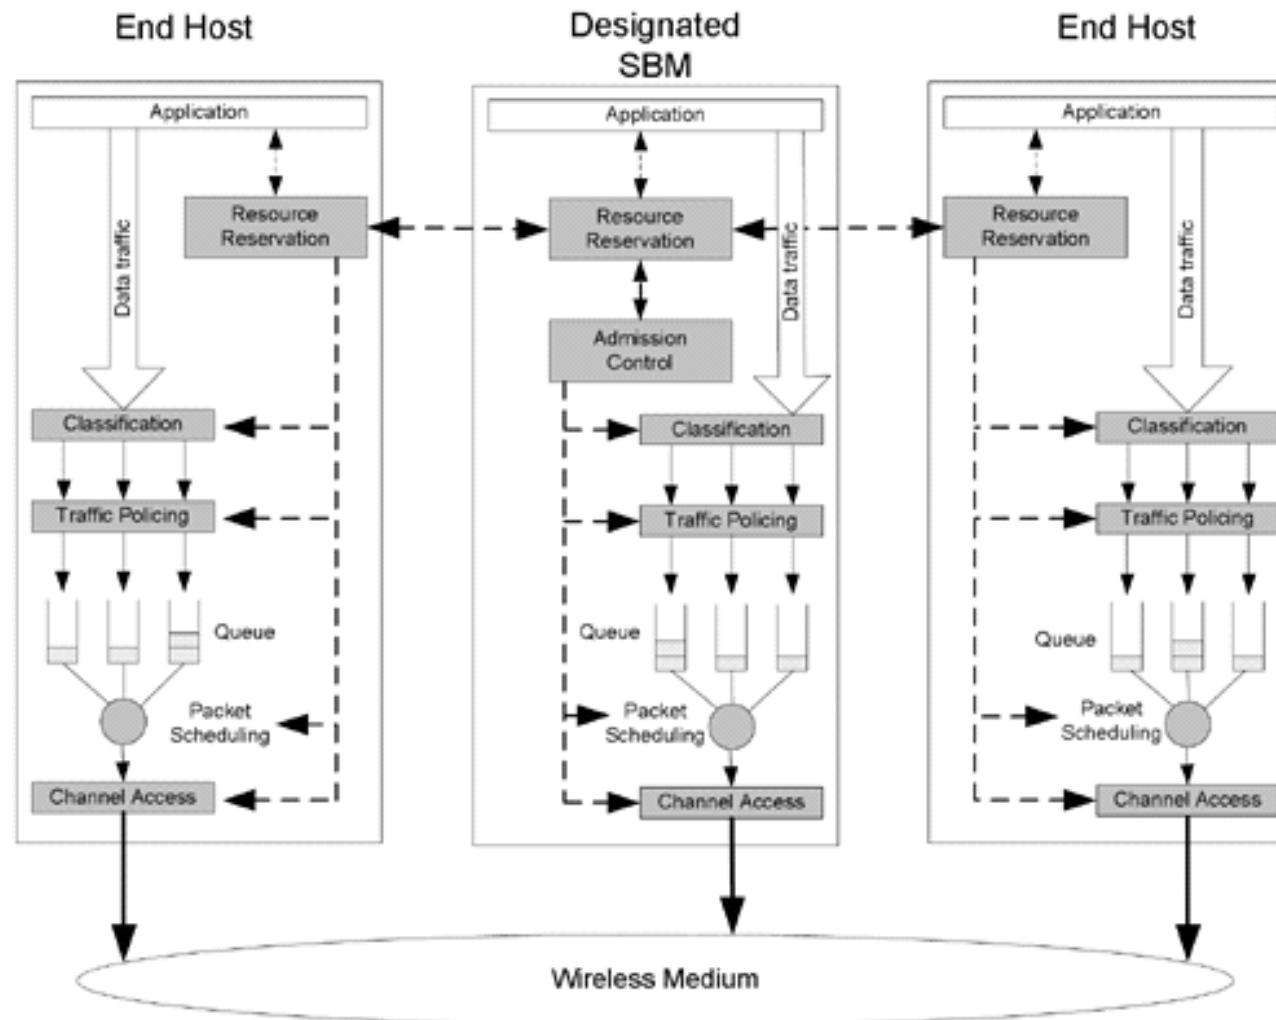 End Host
Designated
SBM
End Host
Application
Data traffic
Resource
Reservation
Classification
Traffic Policing
Queue
Packet
Scheduling
Channel Access
Application
Resource
Reservation
Data traffic
Admission
Control
Classification
Traffic Policing
Queue
Packet
Scheduling
Channel Access
Application
Resource
Reservation
Data traffic
Classification
Traffic Policing
Queue
Packet
Scheduling
Channel Access
Wireless Medium